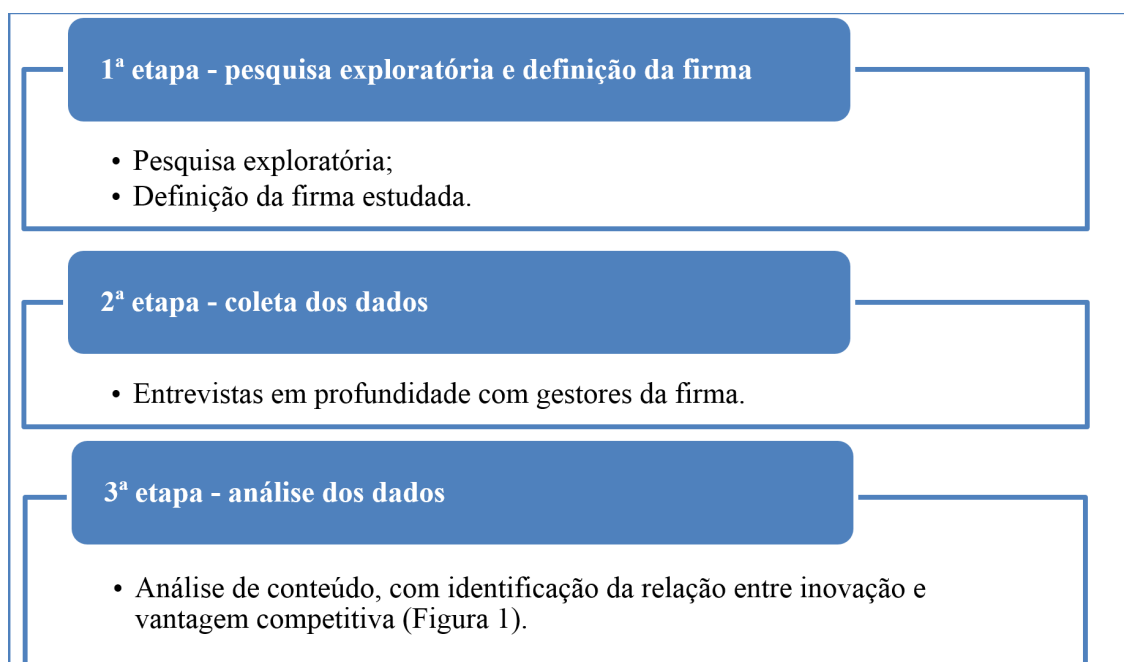 1ª etapa - pesquisa exploratória e definição da firma
• Pesquisa exploratória;
• Definição da firma estudada.
2ª etapa - coleta dos dados
• Entrevistas em profundidade com gestores da firma.
3ª etapa - análise dos dados
• Análise de conteúdo, com identificação da relação entre inovação e
vantagem competitiva (Figura 1).